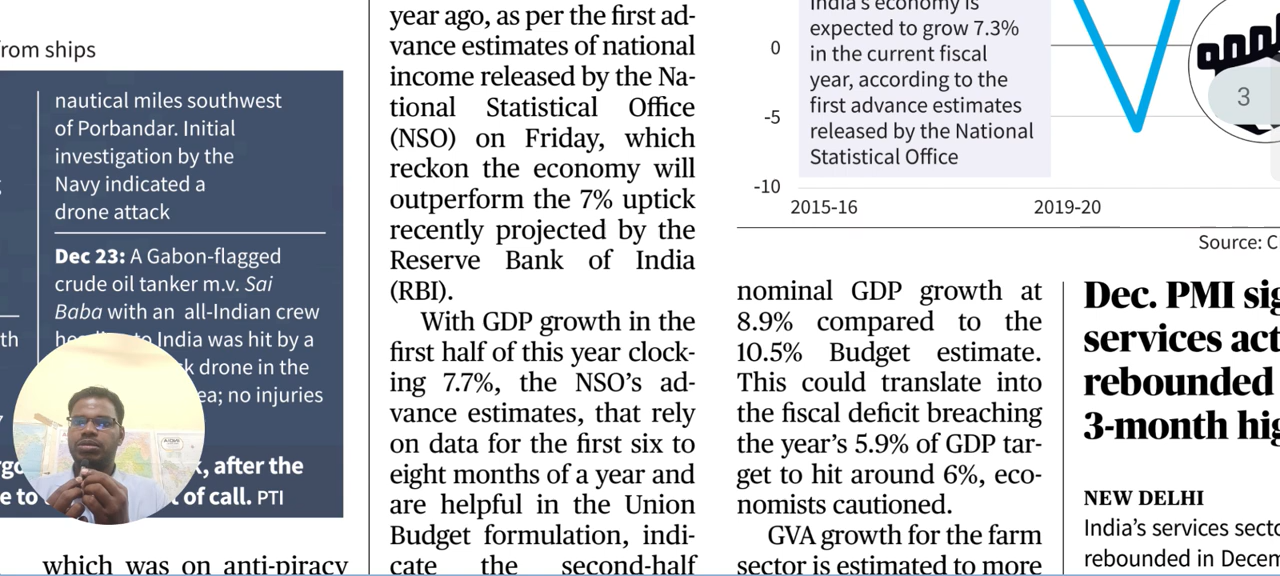 from ships
nautical miles southwest
of Porbandar. Initial
investigation by the
Navy indicated a
drone attack
Dec 23: A Gabon-flagged
crude oil tanker m.v. Sai
Baba with an all-Indian crew
India was hit by a
drone in the
no injuries
after the
of call. PTI
which was on anti-piracy
year ago, as per the first ad-
vance estimates of national
income released by the Na-
tional Statistical Office
(NSO) on Friday, which
reckon the economy will
outperform the 7% uptick
recently projected by the
Reserve Bank of India
(RBI).
With GDP growth in the
first half of this year clock-
ing 7.7%, the NSO's ad-
vance estimates, that rely
on data for the first six to
eight months of a year and
are helpful in the Union
Budget formulation, indi-
cate the second-half
India's economy is
expected to grow 7.3%
in the current fiscal
year, according to the
first advance estimates
released by the National
Statistical Office
0
-5
-10
2015-16 2019-20
3
Source:
nominal GDP growth at
8.9% compared to the
10.5% Budget estimate.
This could translate into
the fiscal deficit breaching
the year's 5.9% of GDP tar-
get to hit around 6%, eco-
nomists cautioned.
GVA growth for the farm
sector is estimated to more
Dec. PMI
services
rebounded
3-month
NEW DELHI
India's services
rebounded in